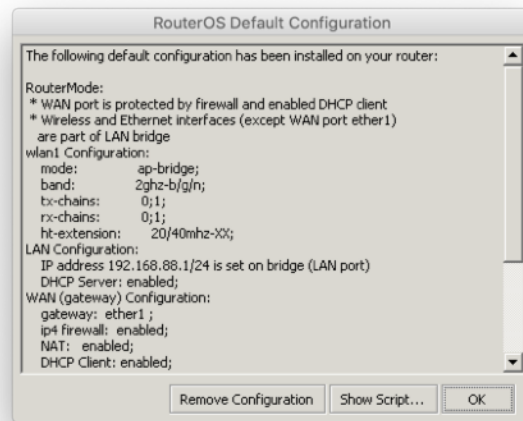 RouterOS Default Configuration
The following default configuration has been installed on your router:
RouterMode:
* WAN port is protected by firewall and enabled DHCP client
* Wireless and Ethernet interfaces (except WAN port ether1)
are part of LAN bridge
wlan1 Configuration:
mode: ap-bridge;
band: 2ghz-b/g/n;
tx-chains: 0;1;
rx-chains: 0;1;
ht-extension: 20/40mhz-XX;
LAN Configuration:
IP address 192.168.88.1/24 is set on bridge (LAN port)
DHCP Server: enabled;
WAN (gateway) Configuration:
gateway: ether1 ;
ip4 firewall: enabled;
NAT: enabled;
DHCP Client: enabled;
Remove Configuration Show Script... OK